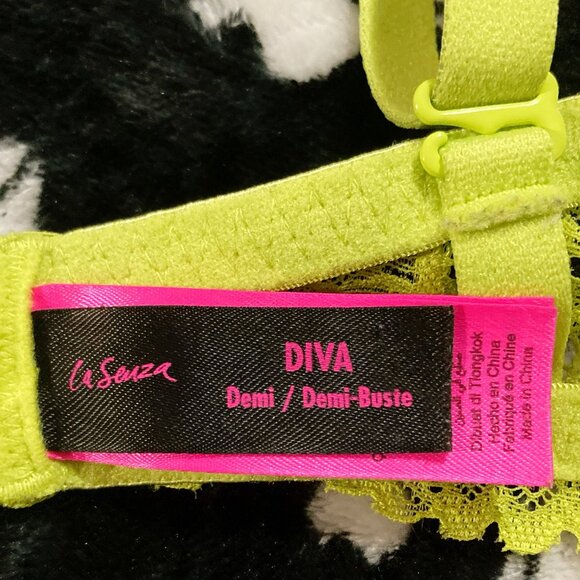 La Senza
DIVA
Demi / Demi-Buste
Dibuat di Tiongkok
Hecho en China
Fabriqué en Chine
Made in China